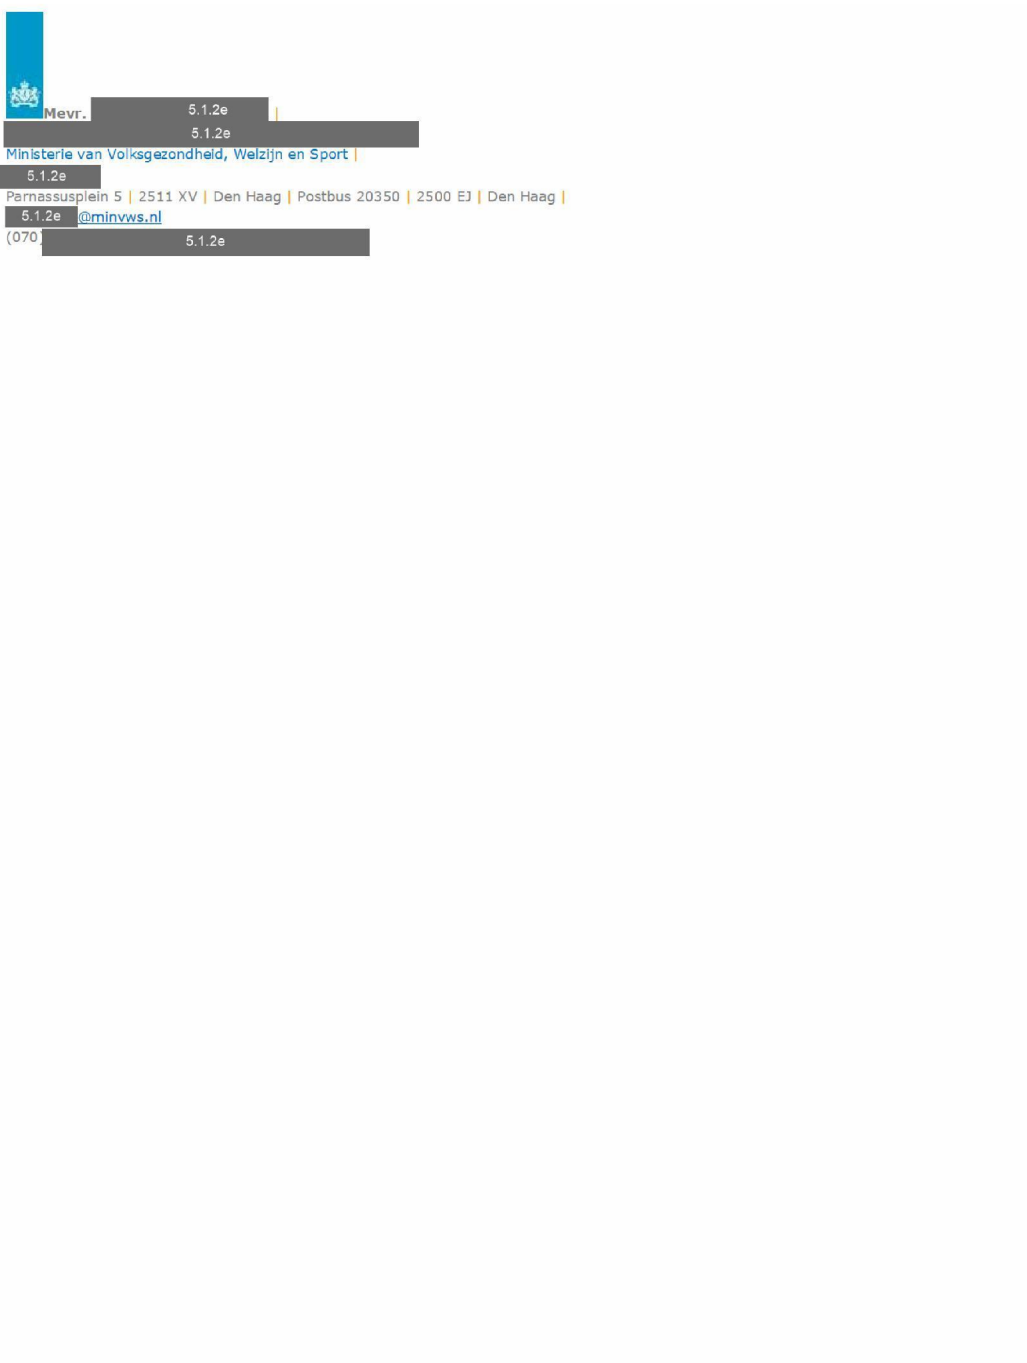 Mevr. 5.1.2e |
5.1.2e
Ministerie van Volksgezondheid, Welzijn en Sport |
5.1.2e
Parnassusplein 5 | 2511 XV | Den Haag | Postbus 20350 | 2500 EJ | Den Haag |
5.1.2e @minvws.nl
(070) 5.1.2e